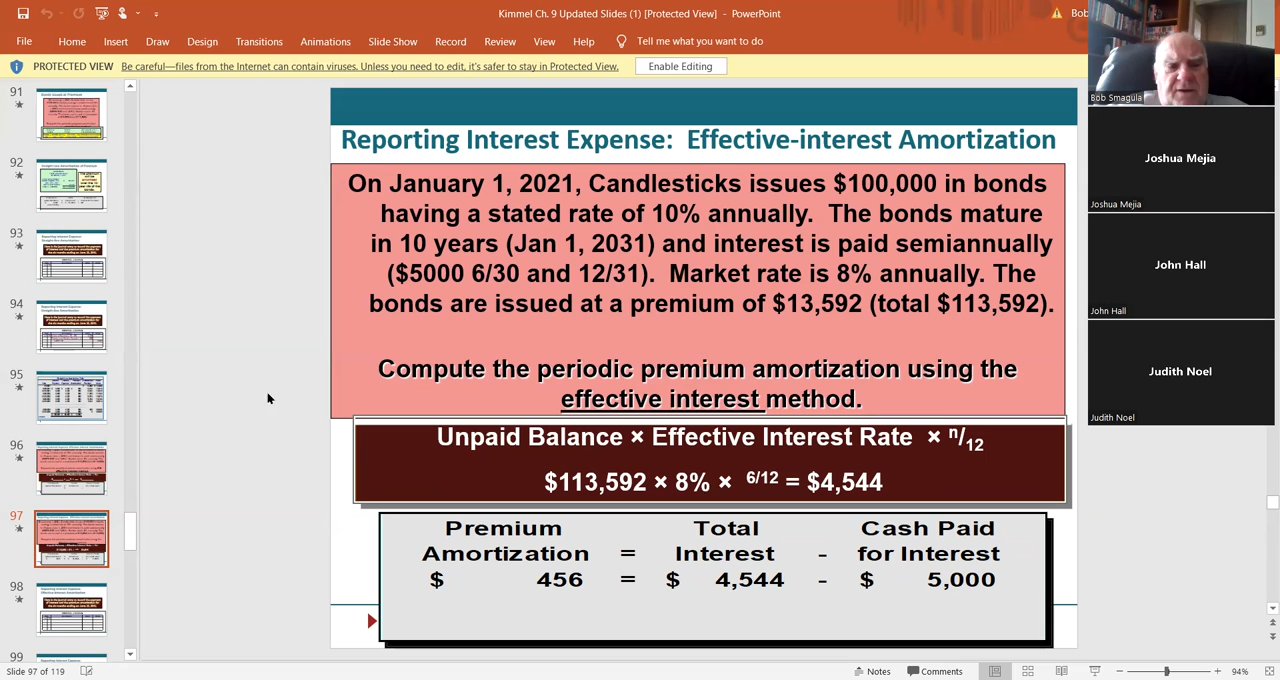 Kimmel Ch. 9 Updated Slides (1) [Protected View] - PowerPoint
Bob
File Home Insert Draw Design Transitions Animations Slide Show Record Review View Help Tell me what you want to do
PROTECTED VIEW Be careful—files from the Internet can contain viruses. Unless you need to edit, it's safer to stay in Protected View. Enable Editing
91
92
93
94
95
96
97
98
99
Reporting Interest Expense: Effective-interest Amortization
On January 1, 2021, Candlesticks issues $100,000 in bonds
having a stated rate of 10% annually. The bonds mature
in 10 years (Jan 1, 2031) and interest is paid semiannually
($5000 6/30 and 12/31). Market rate is 8% annually. The
bonds are issued at a premium of $13,592 (total $113,592).
Compute the periodic premium amortization using the
effective interest method.
Unpaid Balance × Effective Interest Rate × n/12
$113,592 × 8% × 6/12 = $4,544
Premium Total Cash Paid
Amortization = Interest - for Interest
$ 456 = $ 4,544 - $ 5,000
Bob Smagula
Joshua Mejia
Joshua Mejia
John Hall
John Hall
Judith Noel
Judith Noel
Slide 97 of 119 Notes Comments 94%